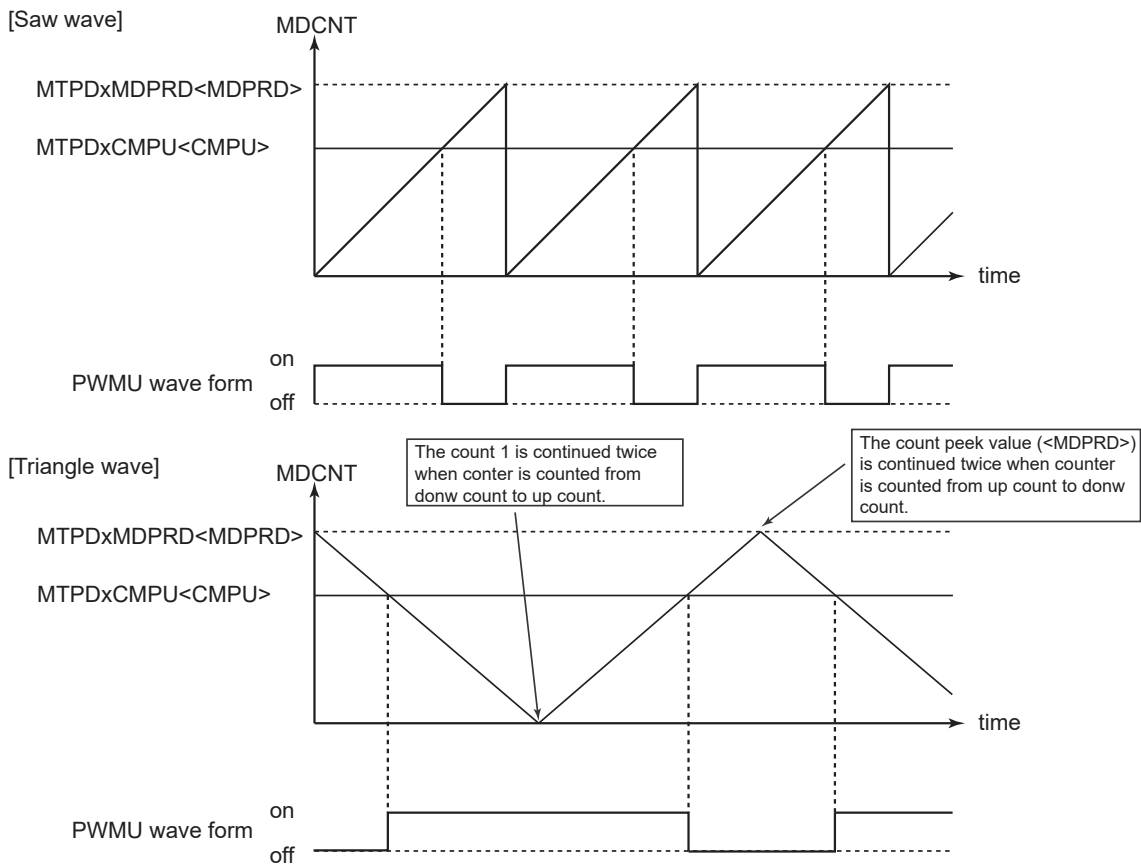 [Saw wave]
MDCNT
MTPDxMDPRD<MDPRD>
MTPDxCMPU<CMPU>
time
on
PWMU wave form
off
[Triangle wave]
MDCNT
The count 1 is continued twice
when conter is counted from
donw count to up count.
The count peek value (<MDPRD>)
is continued twice when counter
is counted from up count to donw
count.
MTPDxMDPRD<MDPRD>
MTPDxCMPU<CMPU>
time
on
PWMU wave form
off